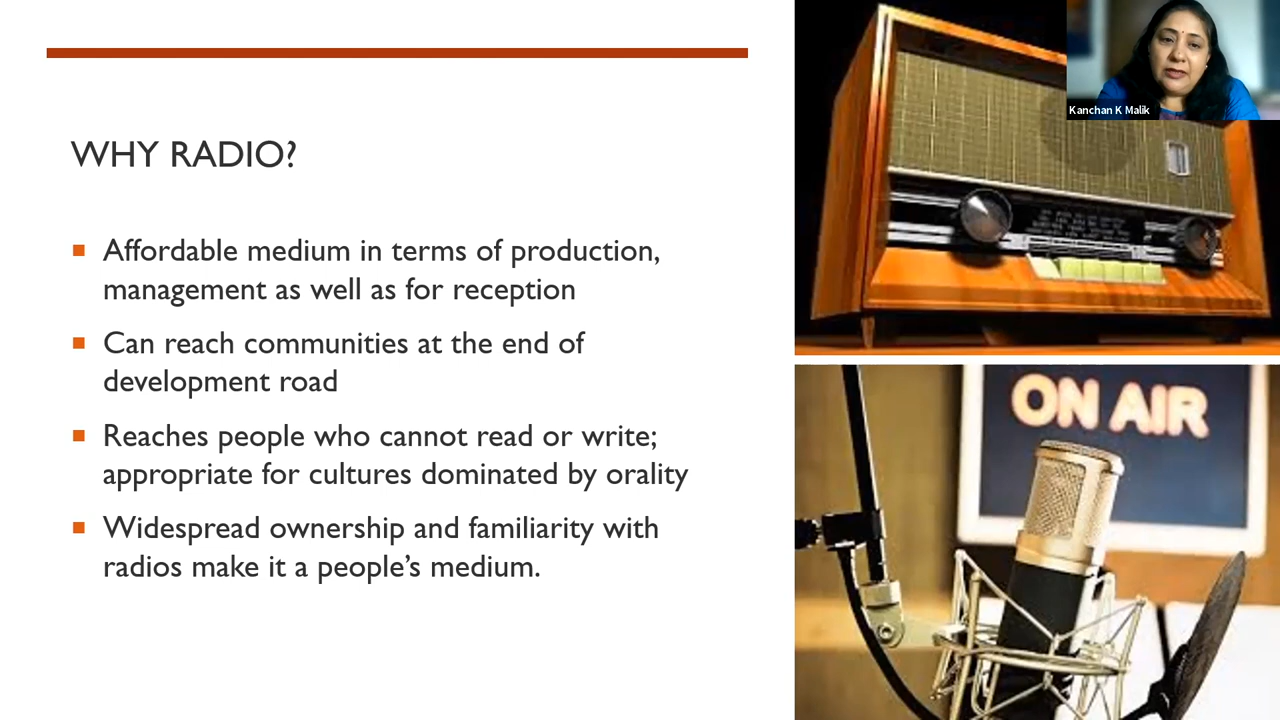 Kanchan K Malik
WHY RADIO?
Affordable medium in terms of production,
management as well as for reception
Can reach communities at the end of
development road
Reaches people who cannot read or write;
appropriate for cultures dominated by orality
Widespread ownership and familiarity with
radios make it a people’s medium.
ON AIR